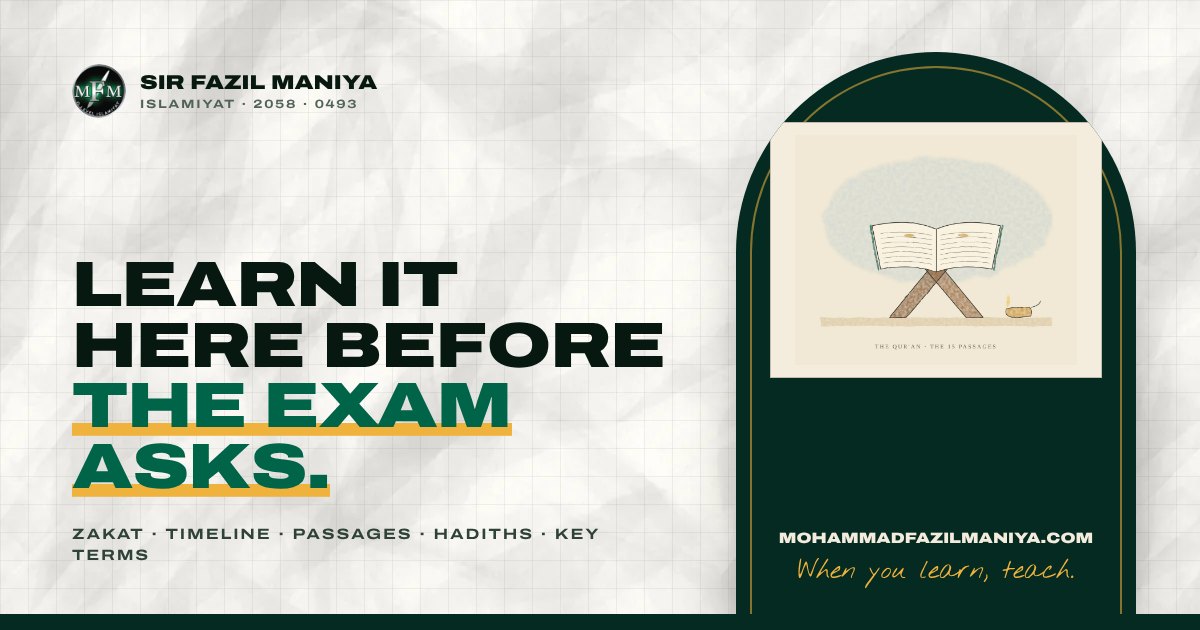 MFM
SIR FAZIL MANIYA
ISLAMIYAT · 2058 · 0493
LEARN IT
HERE BEFORE
THE EXAM
ASKS.
ZAKAT · TIMELINE · PASSAGES · HADITHS · KEY
TERMS
THE QUR'AN · THE 15 PASSAGES
MOHAMMADFAZILMANIYA.COM
When you learn, teach.